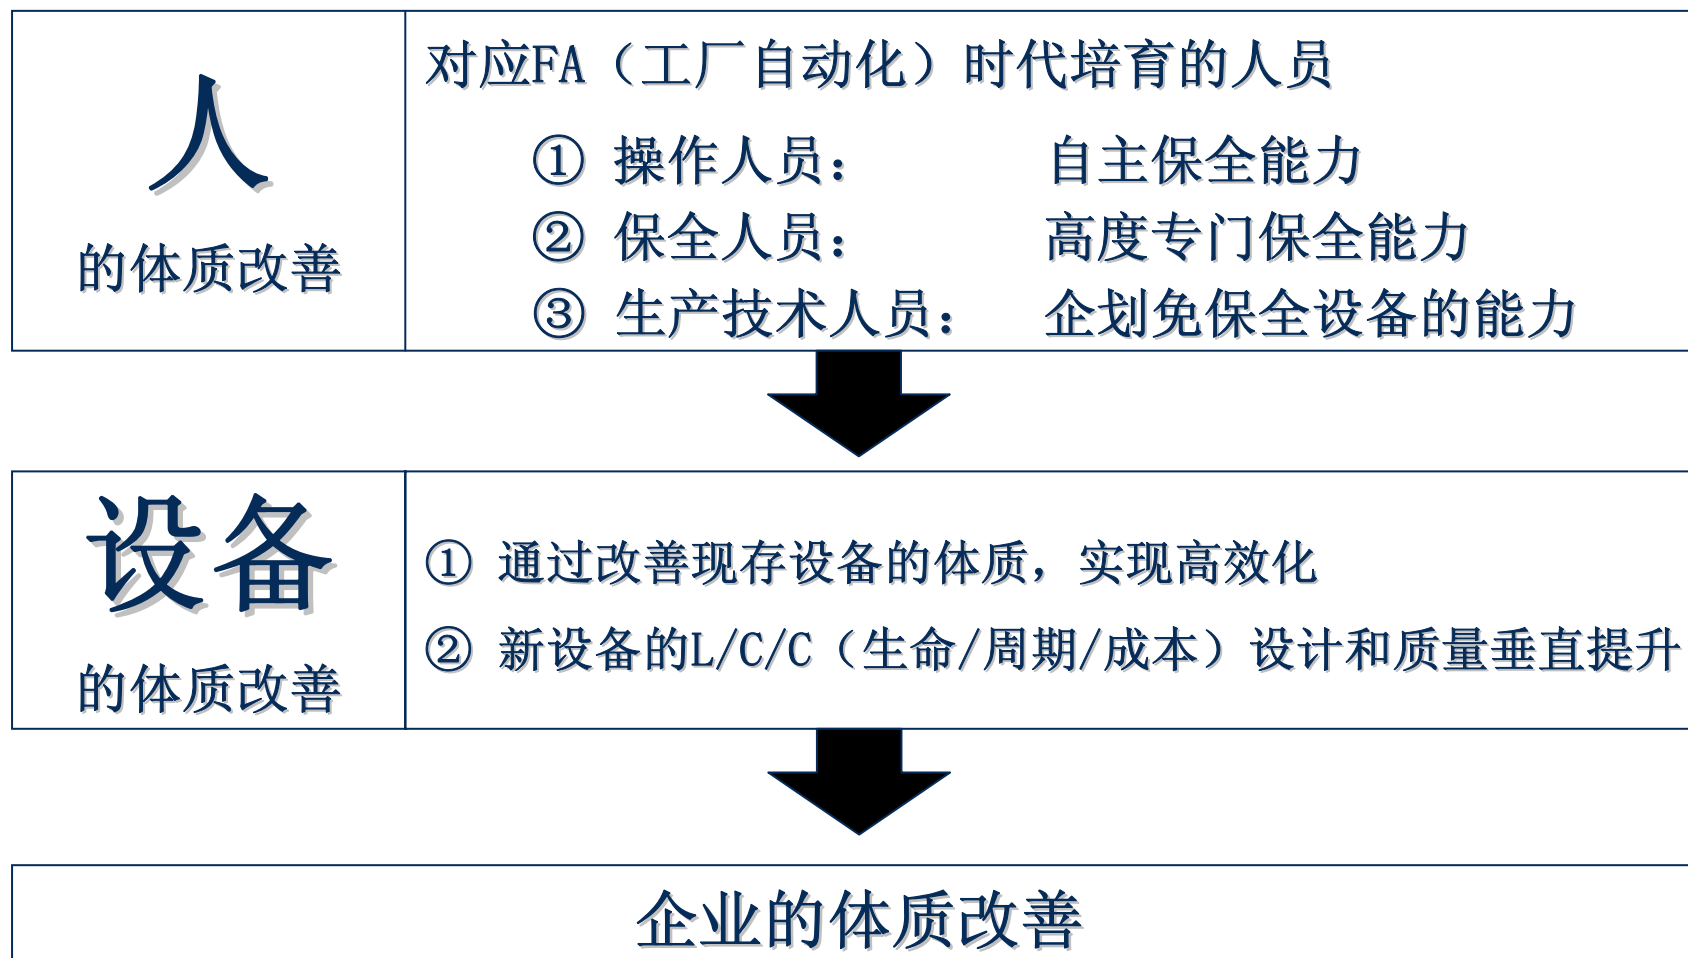 人
的体质改善
对应FA（工厂自动化）时代培育的人员
① 操作人员： 自主保全能力
② 保全人员： 高度专门保全能力
③ 生产技术人员： 企划免保全设备的能力
设备
的体质改善
① 通过改善现存设备的体质，实现高效化
② 新设备的L/C/C（生命/周期/成本）设计和质量垂直提升
企业的体质改善